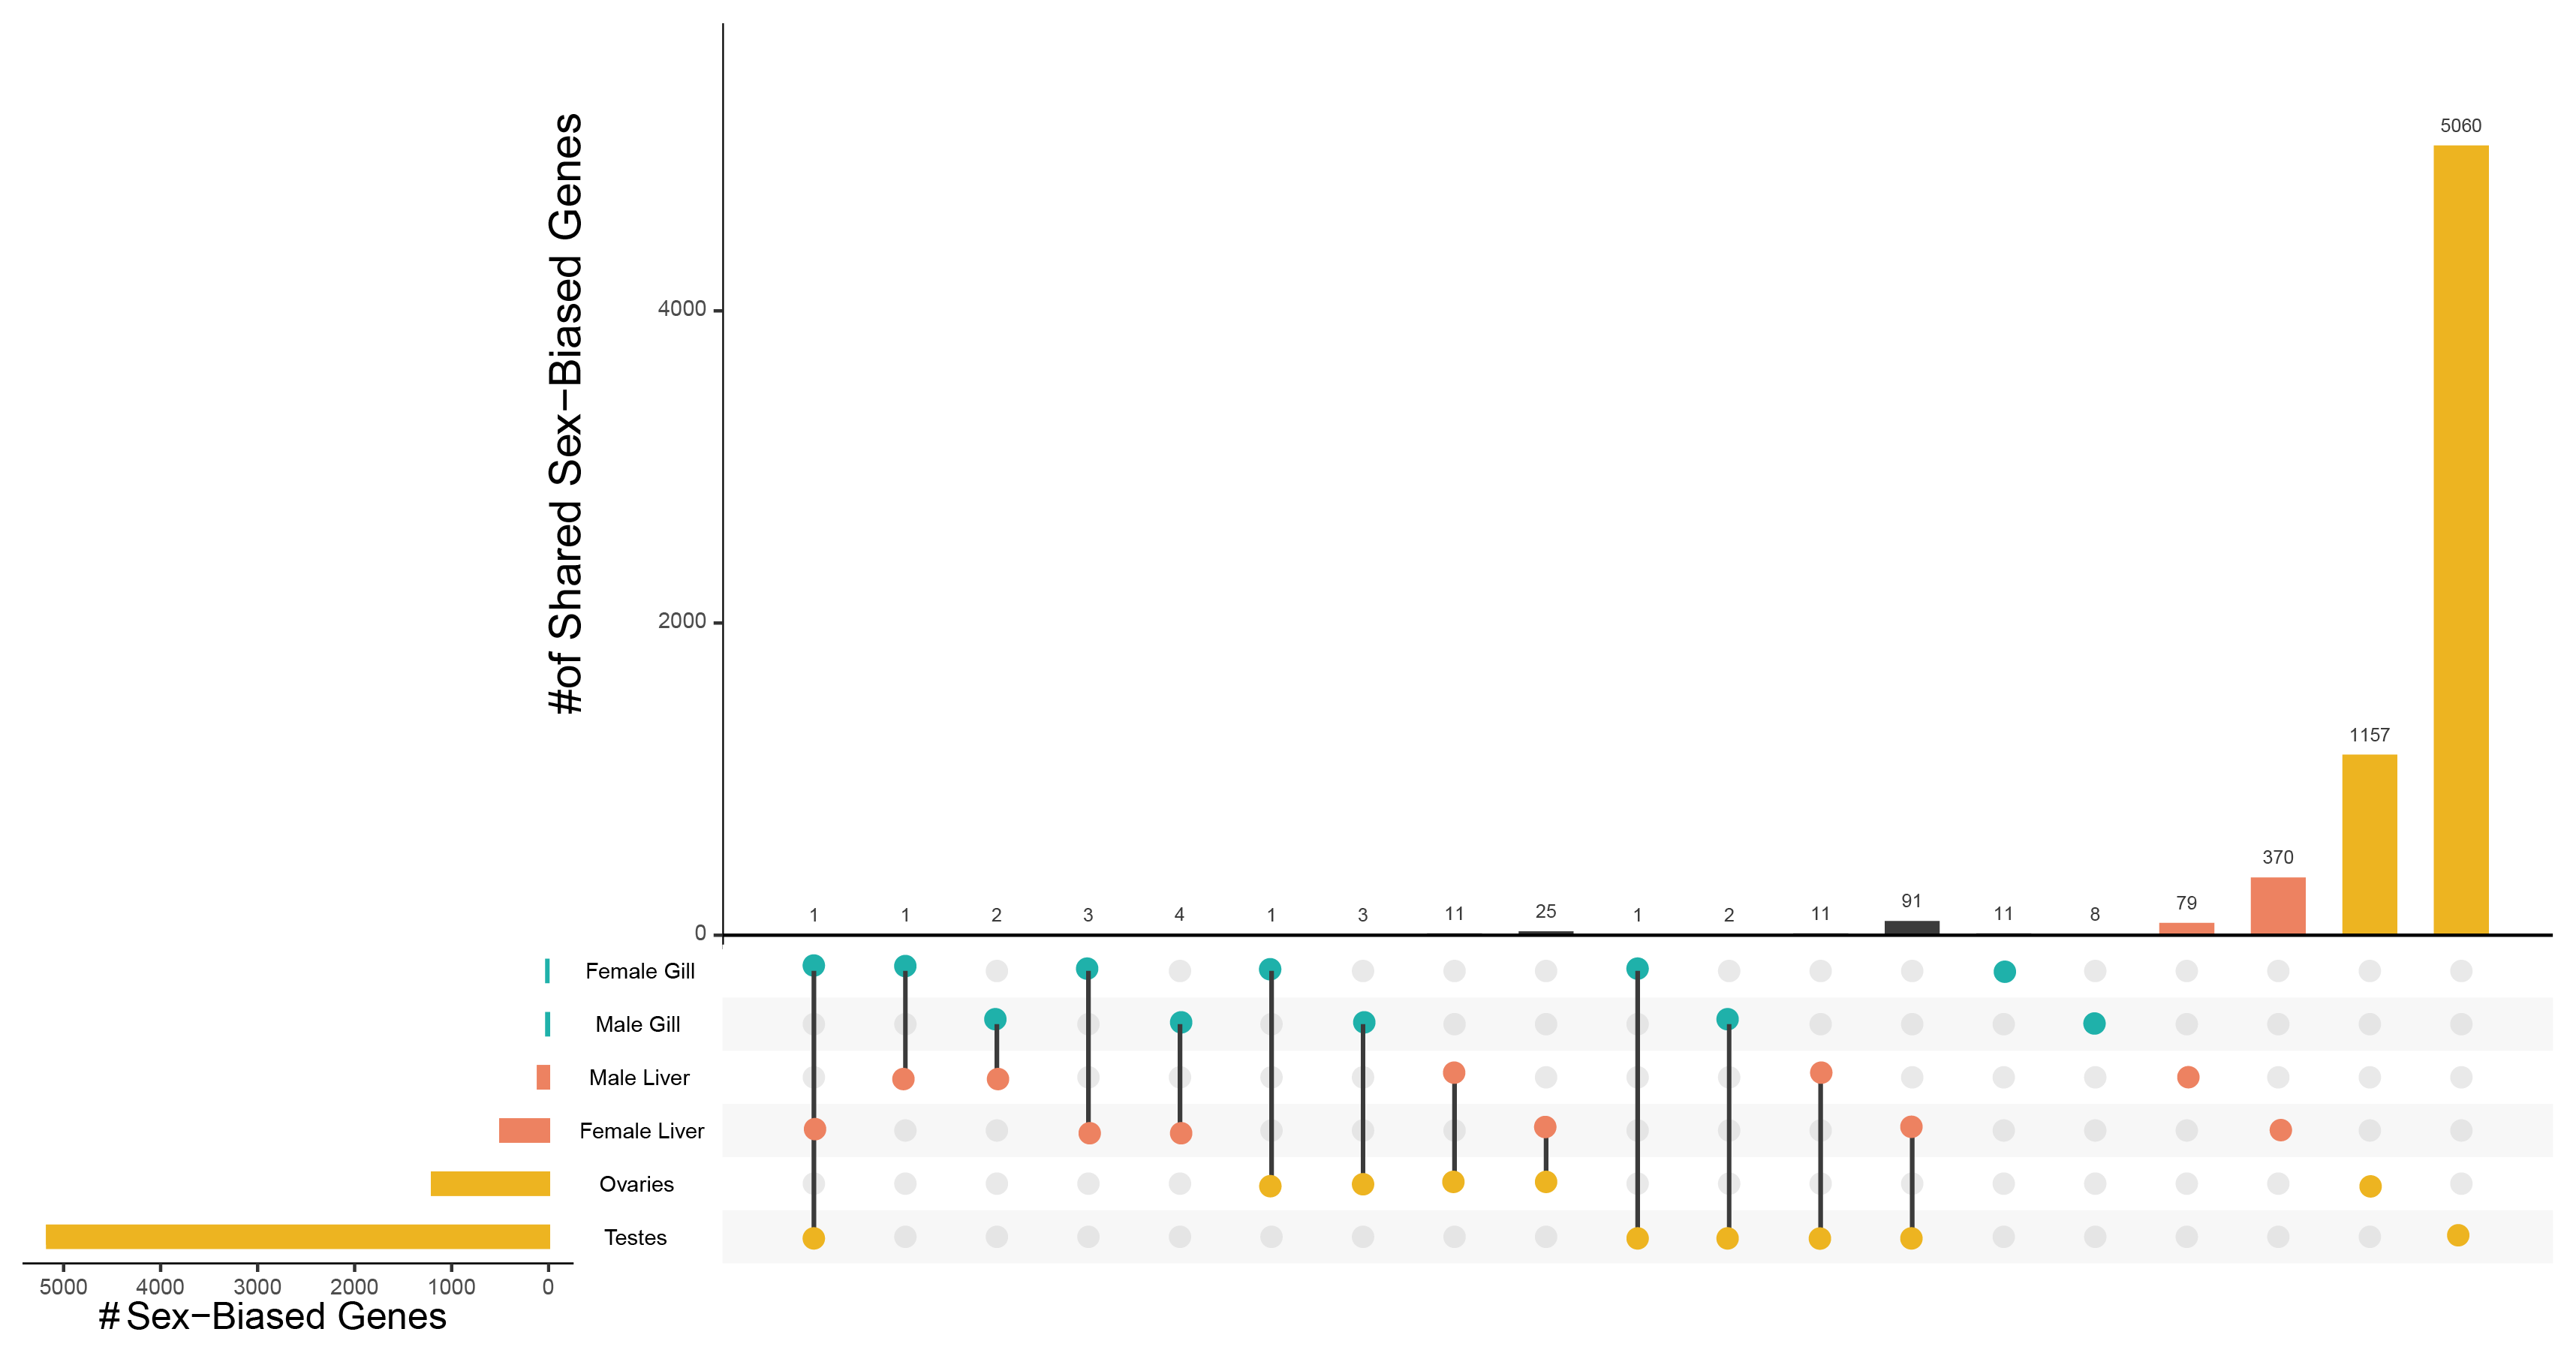 #of Shared Sex−Biased Genes
4000
2000
0
5060
1157
370
79
8
11
91
11
2
1
25
11
3
1
4
3
2
1
1
Female Gill
Male Gill
Male Liver
Female Liver
Ovaries
Testes
5000 4000 3000 2000 1000 0
# Sex−Biased Genes